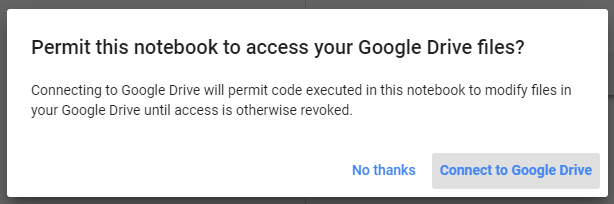 Permit this notebook to access your Google Drive files?
Connecting to Google Drive will permit code executed in this notebook to modify files in
your Google Drive until access is otherwise revoked.
No thanks
Connect to Google Drive